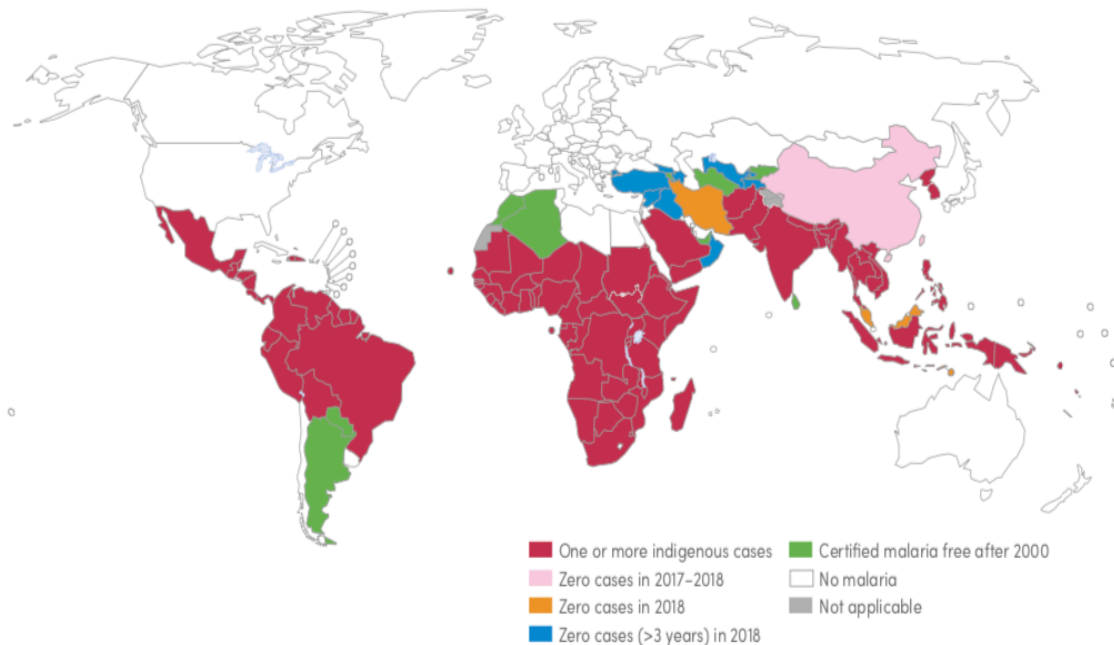 One or more indigenous cases
Zero cases in 2017–2018
Zero cases in 2018
Zero cases (>3 years) in 2018
Certified malaria free after 2000
No malaria
Not applicable